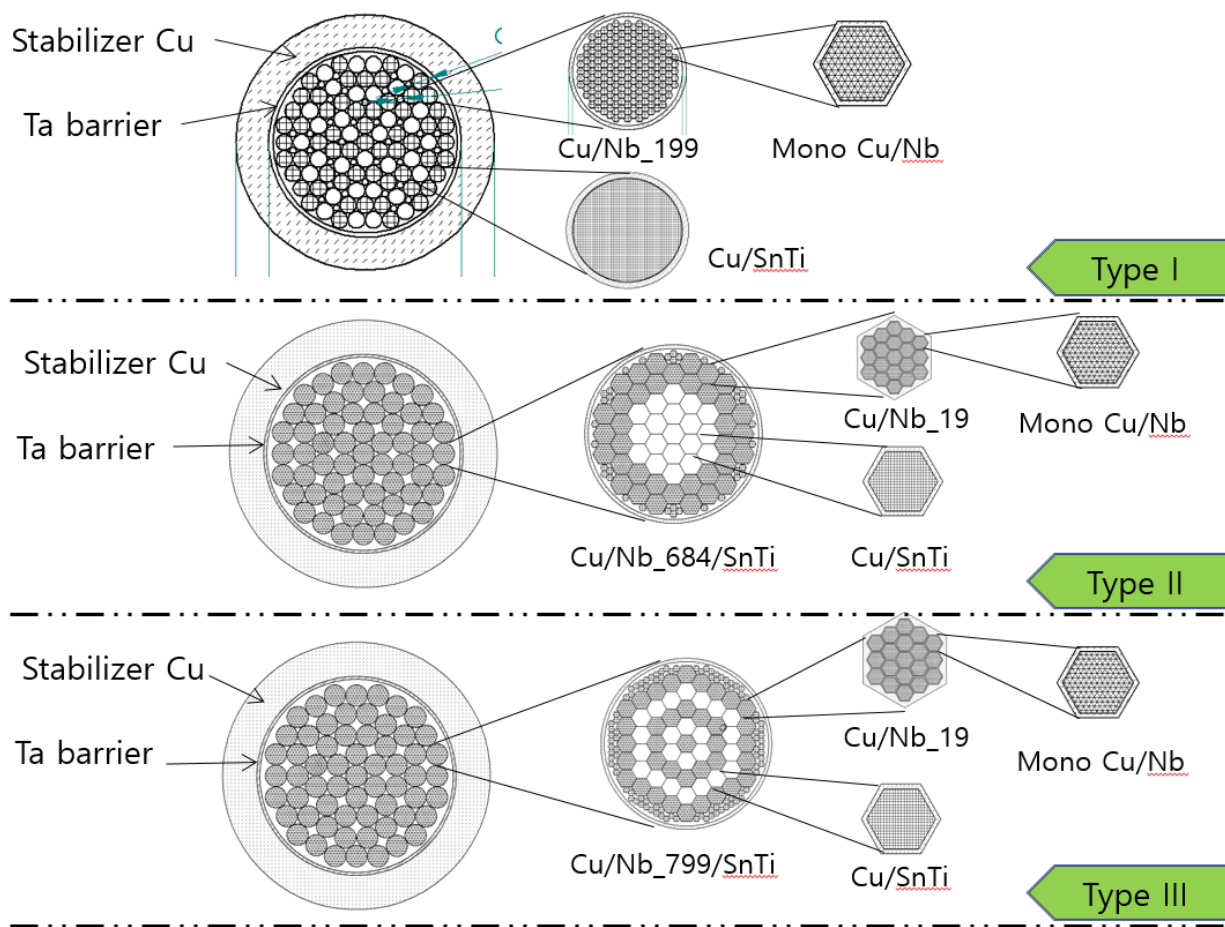 Stabilizer Cu
Ta barrier
Cu/Nb_199
Mono Cu/Nb
Cu/SnTi
Type I
Stabilizer Cu
Ta barrier
Cu/Nb_19
Mono Cu/Nb
Cu/Nb_684/SnTi
Cu/SnTi
Type II
Stabilizer Cu
Ta barrier
Cu/Nb_19
Mono Cu/Nb
Cu/Nb_799/SnTi
Cu/SnTi
Type III